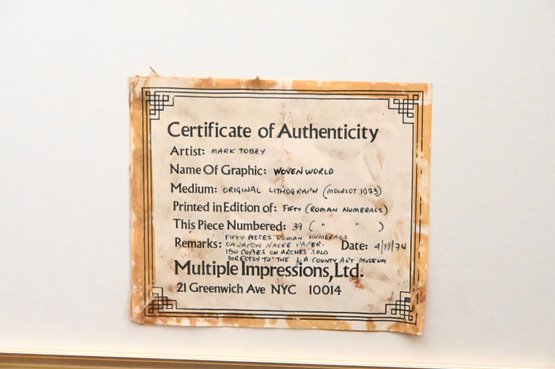 Certificate of Authenticity
Artist: MARK TOBEY
Name Of Graphic: WOVEN WORLD
Medium: ORIGINAL LITHOGRAPH (MOURLOT 1073)
Printed in Edition of: FIFTY (ROMAN NUMERALS)
This Piece Numbered: 39 ( " " )
Remarks: FIFTY PIECES ROMAN NUMERALS
ON JAPON NACRE PAPER. Date: 4/13/74
150 COPIES ON ARCHES SOLD
DIRECTLY TO THE L.A COUNTY ART MUSEUM
Multiple Impressions, Ltd.
21 Greenwich Ave NYC 10014